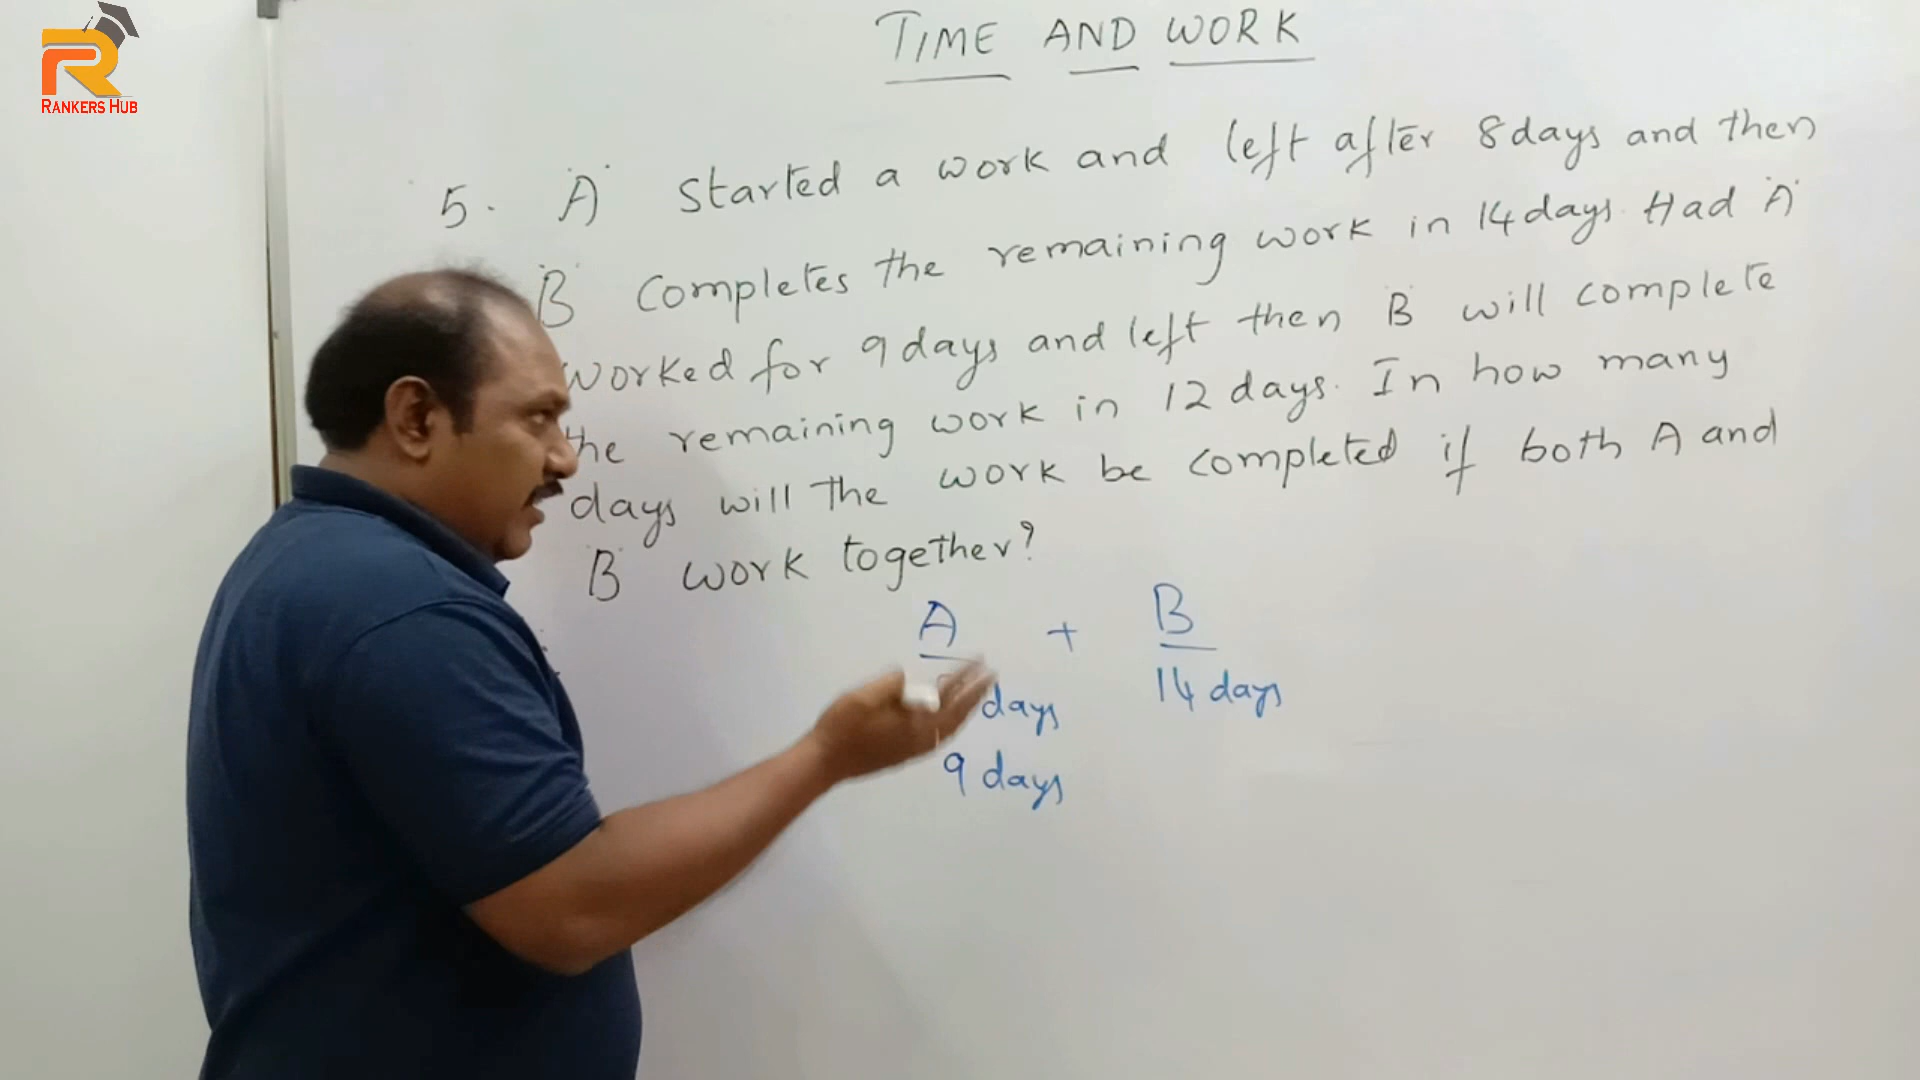 RANKERS HUB
TIME AND WORK
5. A started a work and left after 8 days and then
B completes the remaining work in 14 days. Had A
worked for 9 days and left then B will complete
the remaining work in 12 days. In how many
days will the work be completed if both A and
B work together?
A + B
days 14 days
9 days